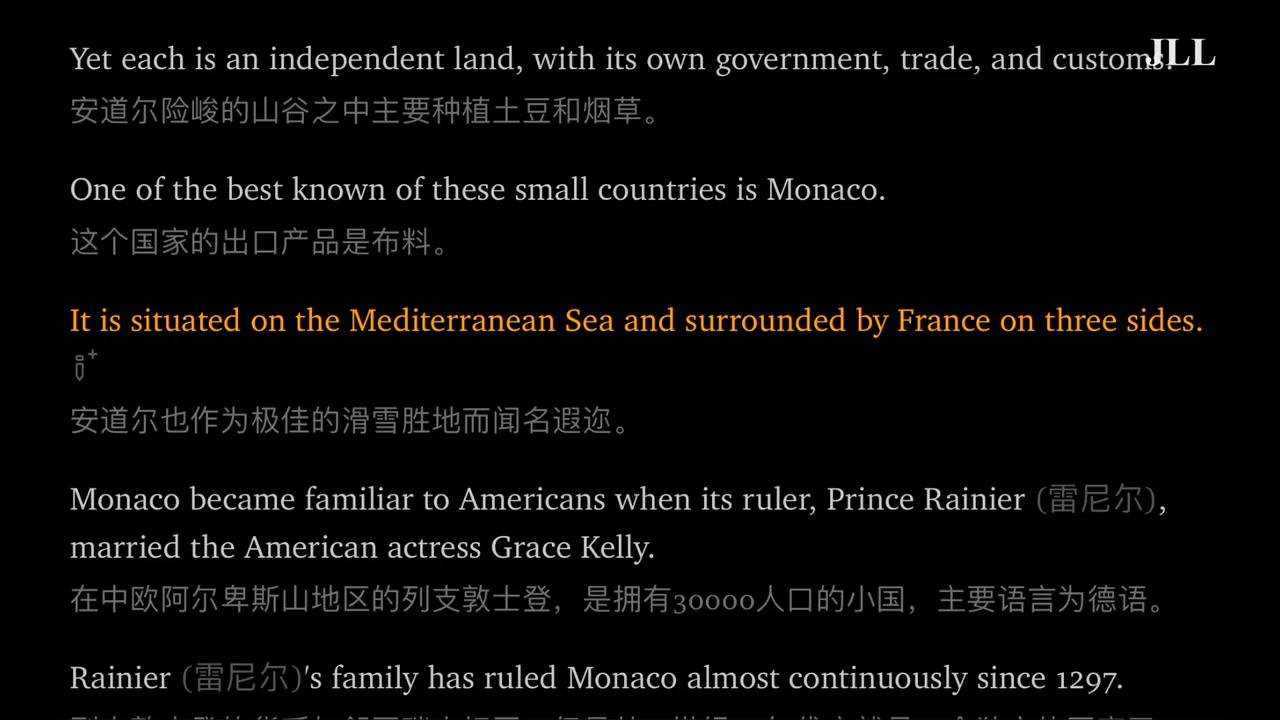 Yet each is an independent land, with its own government, trade, and customs.
JLL
安道尔险峻的山谷之中主要种植土豆和烟草。
One of the best known of these small countries is Monaco.
这个国家的出口产品是布料。
It is situated on the Mediterranean Sea and surrounded by France on three sides.
安道尔也作为极佳的滑雪胜地而闻名遐迩。
Monaco became familiar to Americans when its ruler, Prince Rainier (雷尼尔),
married the American actress Grace Kelly.
在中欧阿尔卑斯山地区的列支敦士登，是拥有30000人口的小国，主要语言为德语。
Rainier (雷尼尔)'s family has ruled Monaco almost continuously since 1297.